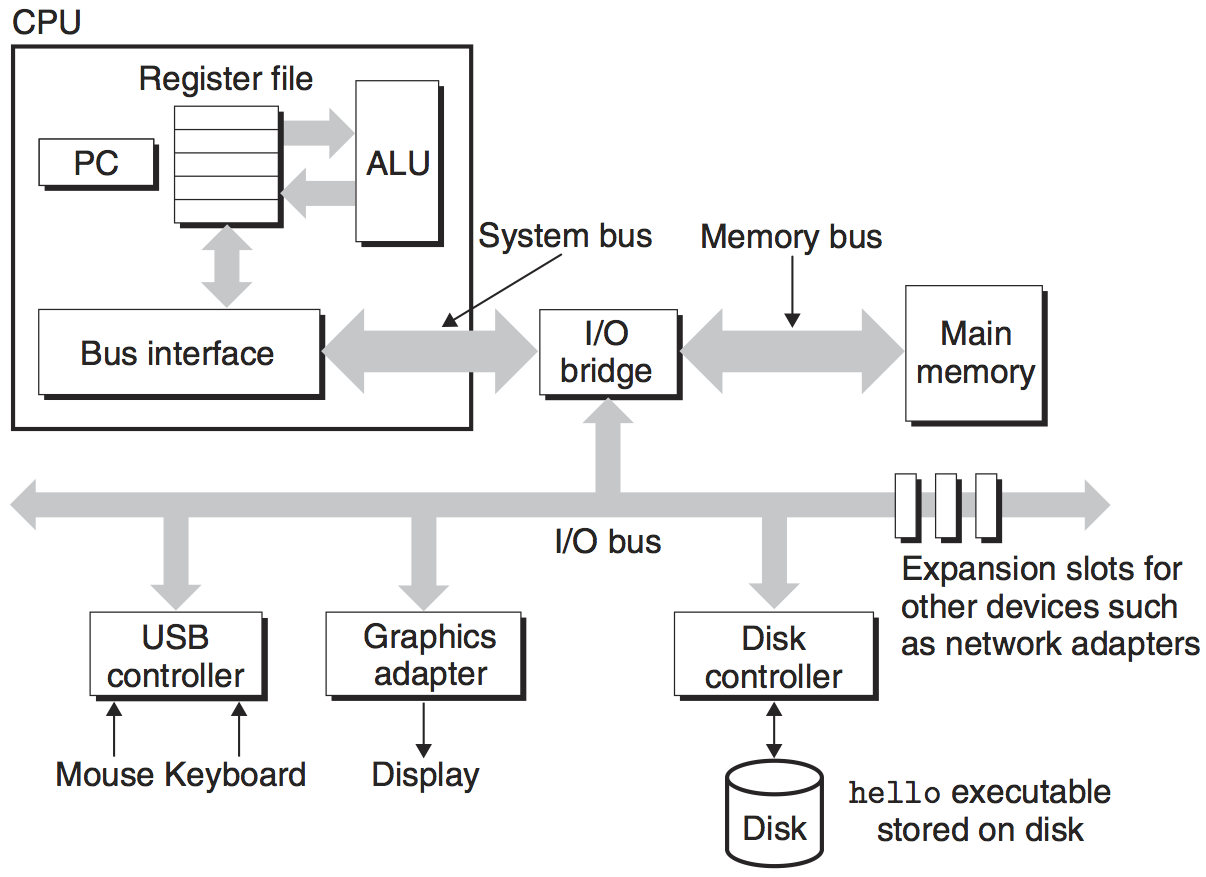 CPU
Register file
PC
ALU
System bus
Memory bus
Bus interface
I/O
bridge
Main
memory
I/O bus
Expansion slots for
other devices such
as network adapters
USB
controller
Graphics
adapter
Disk
controller
Mouse
Keyboard
Display
Disk
hello executable
stored on disk